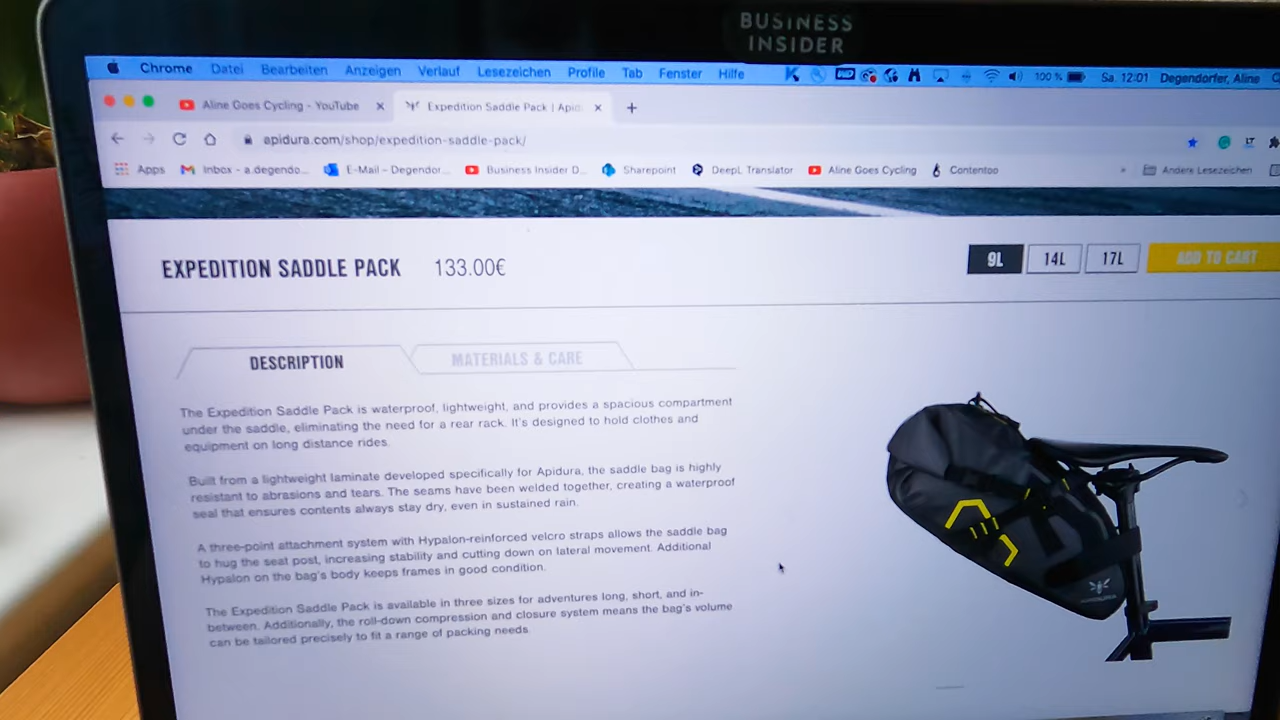 BUSINESS
INSIDER
Chrome Datei Bearbeiten Anzeigen Verlauf Lesezeichen Profile Tab Fenster Hilfe 100 % Sa. 12:01 Degendorfer, Aline
Aline Goes Cycling - YouTube Expedition Saddle Pack | Apid
apidura.com/shop/expedition-saddle-pack/
Apps Inbox - a.degendo... E-Mail – Degendor... Business Insider D... Sharepoint DeepL Translator Aline Goes Cycling Contentoo » Andere Lesezeichen
EXPEDITION SADDLE PACK 133.00€ 9L 14L 17L ADD TO CART
DESCRIPTION MATERIALS & CARE
The Expedition Saddle Pack is waterproof, lightweight, and provides a spacious compartment
under the saddle, eliminating the need for a rear rack. It's designed to hold clothes and
equipment on long distance rides.
Built from a lightweight laminate developed specifically for Apidura, the saddle bag is highly
resistant to abrasions and tears. The seams have been welded together, creating a waterproof
seal that ensures contents always stay dry, even in sustained rain.
A three-point attachment system with Hypalon-reinforced velcro straps allows the saddle bag
to hug the seat post, increasing stability and cutting down on lateral movement. Additional
Hypalon on the bag's body keeps frames in good condition.
The Expedition Saddle Pack is available in three sizes for adventures long, short, and in-
between. Additionally, the roll-down compression and closure system means the bag's volume
can be tailored precisely to fit a range of packing needs